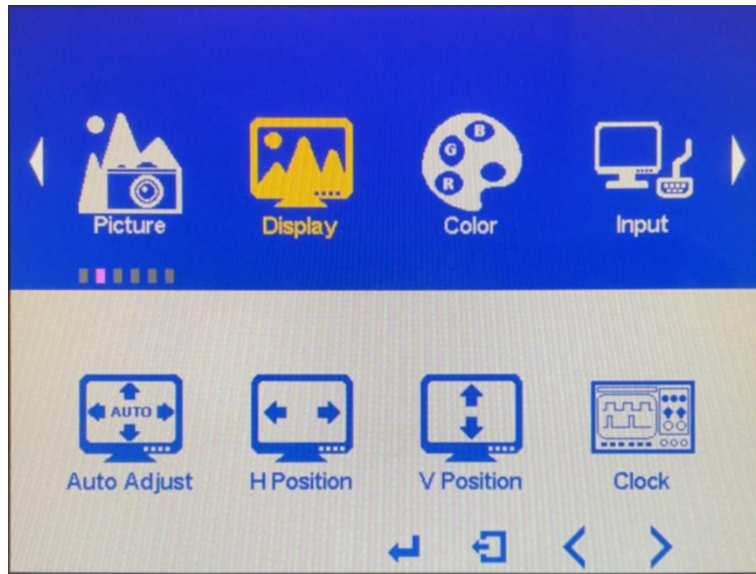 Picture
Display
B
G
R
Color
Input
AUTO
Auto Adjust
H Position
V Position
Clock